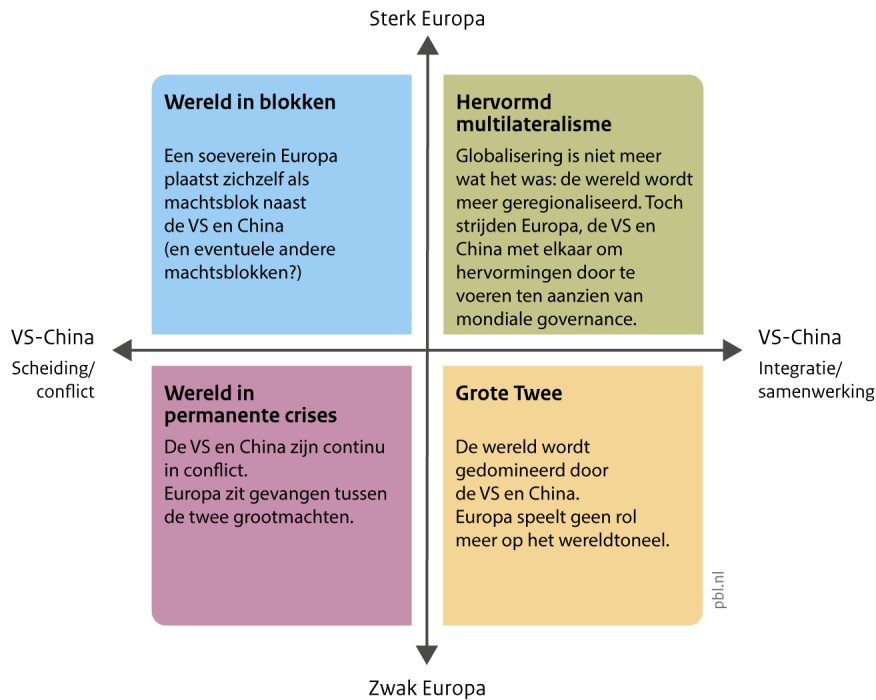 Sterk Europa
Wereld in blokken
Een soeverein Europa
plaatst zichzelf als
machtsblok naast
de VS en China
(en eventuele andere
machtsblokken?)
Hervormd
multilateralisme
Globalisering is niet meer
wat het was: de wereld wordt
meer geregionaliseerd. Toch
strijden Europa, de VS en
China met elkaar om
hervormingen door te
voeren ten aanzien van
mondiale governance.
VS-China
Scheiding/
conflict
VS-China
Integratie/
samenwerking
Wereld in
permanente crises
De VS en China zijn continu
in conflict.
Europa zit gevangen tussen
de twee grootmachten.
Grote Twee
De wereld wordt
gedomineerd door
de VS en China.
Europa speelt geen rol
meer op het wereldtoneel.
pbl.nl
Zwak Europa